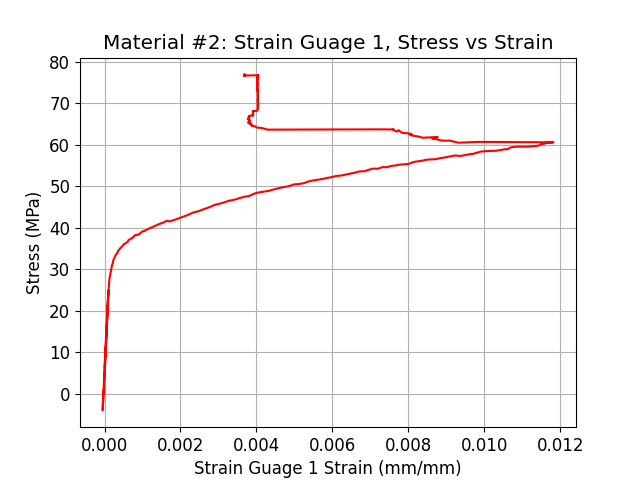 Material #2: Strain Guage 1, Stress vs Strain
80
70
60
50
40
30
20
10
0
Stress (MPa)
0.000 0.002 0.004 0.006 0.008 0.010 0.012
Strain Guage 1 Strain (mm/mm)